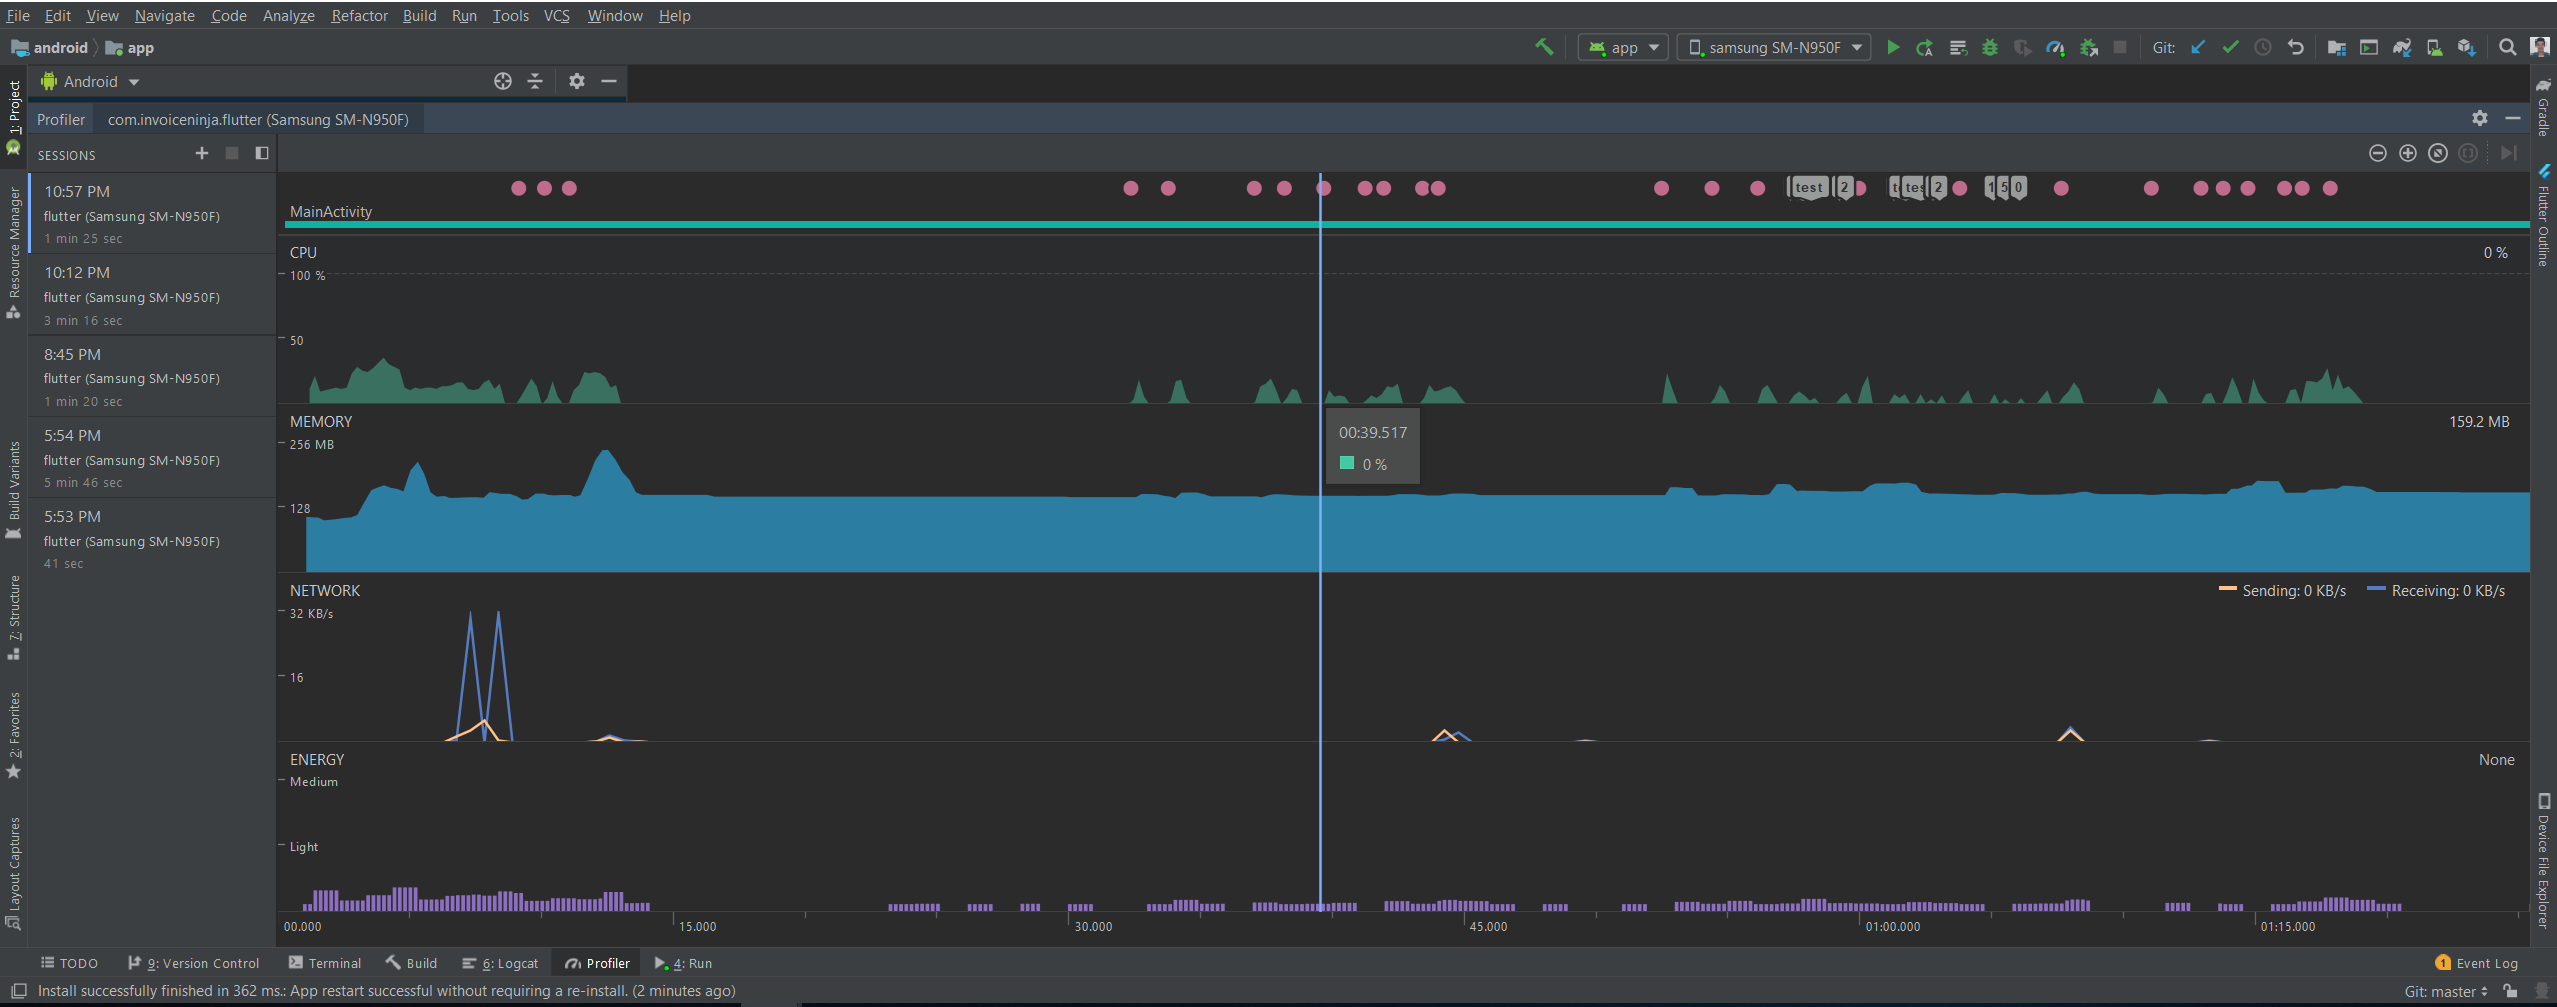 File Edit View Navigate Code Analyze Refactor Build Run Tools VCS Window Help
android app
app samsung SM-N950F Git:
Android
Profiler com.invoiceninja.flutter (Samsung SM-N950F)
SESSIONS
10:57 PM
flutter (Samsung SM-N950F)
1 min 25 sec
10:12 PM
flutter (Samsung SM-N950F)
3 min 16 sec
8:45 PM
flutter (Samsung SM-N950F)
1 min 20 sec
5:54 PM
flutter (Samsung SM-N950F)
5 min 46 sec
5:53 PM
flutter (Samsung SM-N950F)
41 sec
test 2 tes 2 1 5 0
MainActivity
CPU 0 %
100 %
50
MEMORY 159.2 MB
256 MB
128
00:39.517
0 %
NETWORK Sending: 0 KB/s Receiving: 0 KB/s
32 KB/s
16
ENERGY None
Medium
Light
00.000 15.000 30.000 45.000 01:00.000 01:15.000
1: Project
Resource Manager
Build Variants
7: Structure
2: Favorites
Layout Captures
Gradle
Flutter Outline
Device File Explorer
TODO 9: Version Control Terminal Build 6: Logcat Profiler 4: Run 1 Event Log
Install successfully finished in 362 ms.: App restart successful without requiring a re-install. (2 minutes ago) Git: master